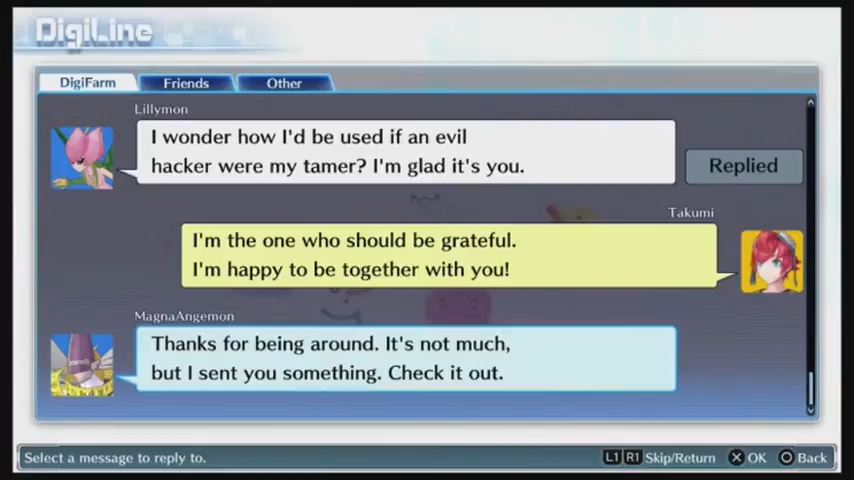 DigiLine
DigiFarm
Friends
Other
Lillymon
I wonder how I'd be used if an evil
hacker were my tamer? I'm glad it's you.
Replied
Takumi
I'm the one who should be grateful.
I'm happy to be together with you!
MagnaAngemon
Thanks for being around. It's not much,
but I sent you something. Check it out.
Select a message to reply to.
L1 R1 Skip/Return OK Back